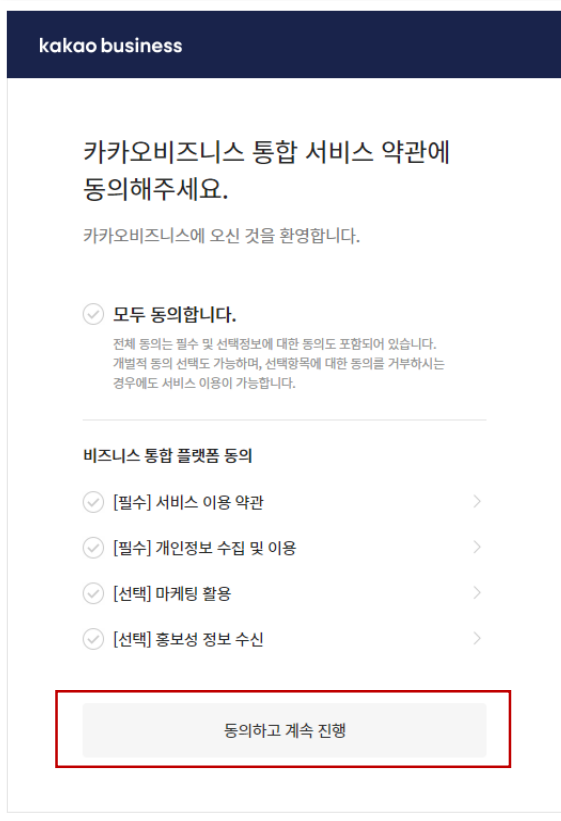 kakao business
카카오비즈니스 통합 서비스 약관에
동의해주세요.
카카오비즈니스에 오신 것을 환영합니다.
모두 동의합니다.
전체 동의는 필수 및 선택정보에 대한 동의도 포함되어 있습니다.
개별적 동의 선택도 가능하며, 선택항목에 대한 동의를 거부하시는
경우에도 서비스 이용이 가능합니다.
비즈니스 통합 플랫폼 동의
[필수] 서비스 이용 약관
[필수] 개인정보 수집 및 이용
[선택] 마케팅 활용
[선택] 홍보성 정보 수신
동의하고 계속 진행